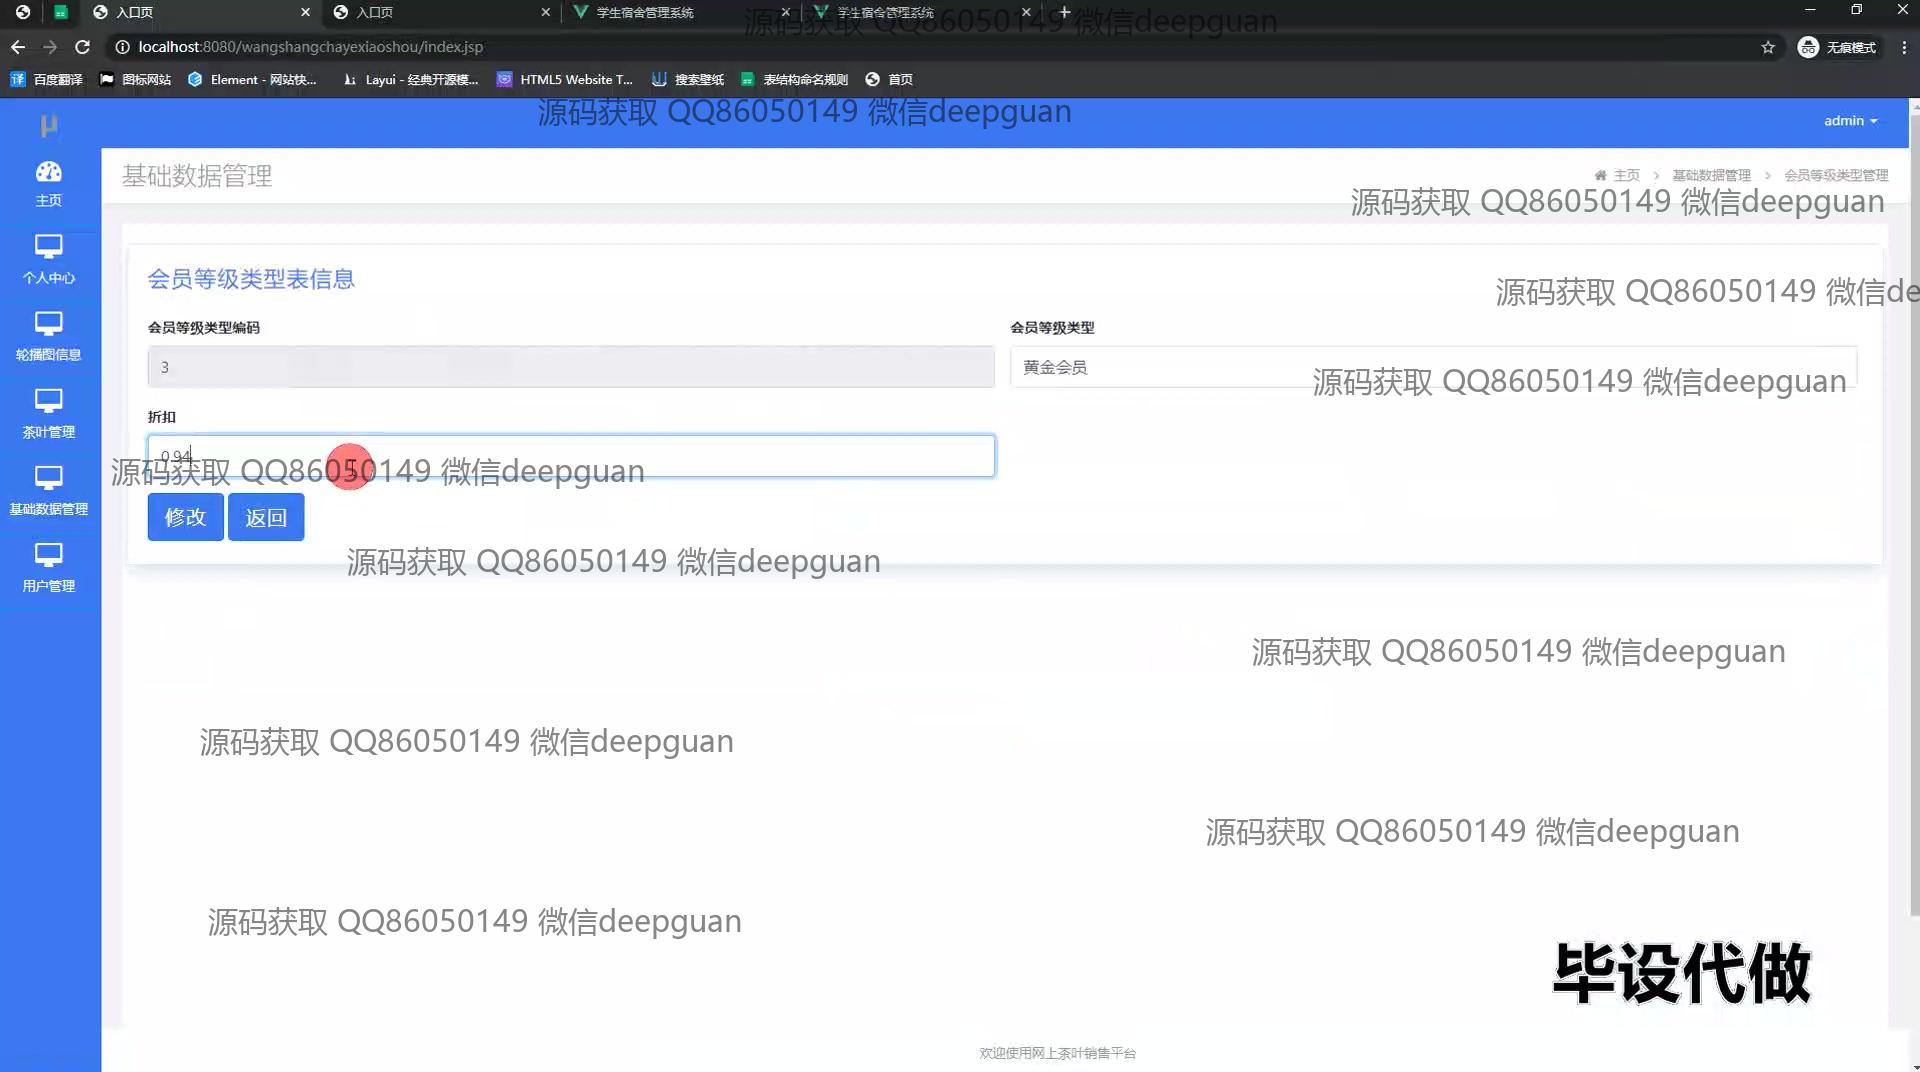 入口页
入口页
学生宿舍管理系统
学生宿舍管理系统
源码获取 QQ86050149 微信deepguan
localhost:8080/wangshangchayexiaoshou/index.jsp
无痕模式
百度翻译
图标网站
Element - 网站快...
Layui - 经典开源模...
HTML5 Website T...
搜索壁纸
表结构命名规则
首页
源码获取 QQ86050149 微信deepguan
admin
主页
个人中心
轮播图信息
茶叶管理
基础数据管理
用户管理
基础数据管理
主页 > 基础数据管理 > 会员等级类型管理
源码获取 QQ86050149 微信deepguan
会员等级类型表信息
源码获取 QQ86050149 微信de
会员等级类型编码
会员等级类型
3
黄金会员
源码获取 QQ86050149 微信deepguan
折扣
0.94
源码获取 QQ86050149 微信deepguan
修改
返回
源码获取 QQ86050149 微信deepguan
源码获取 QQ86050149 微信deepguan
源码获取 QQ86050149 微信deepguan
源码获取 QQ86050149 微信deepguan
源码获取 QQ86050149 微信deepguan
毕设代做
欢迎使用网上茶叶销售平台